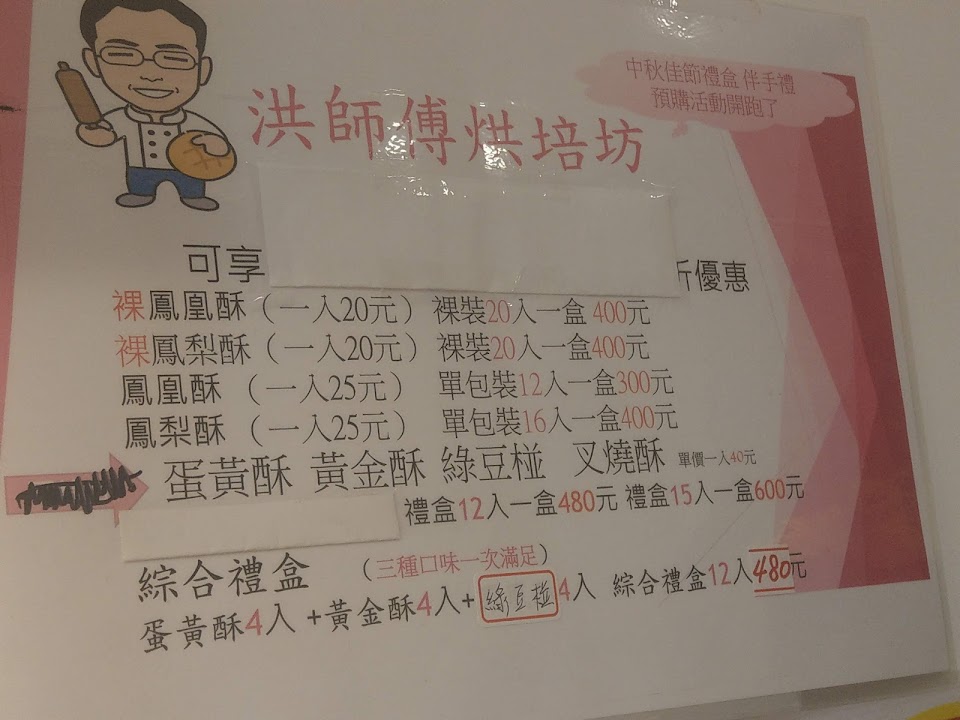 中秋佳節禮盒 伴手禮
預購活動開跑了
洪師傅烘培坊
可享
折優惠
裸鳳凰酥（一入20元） 裸裝20入一盒 400元
裸鳳梨酥（一入20元） 裸裝20入一盒400元
鳳凰酥 （一入25元） 單包裝12入一盒300元
鳳梨酥 （一入25元） 單包裝16入一盒400元
蛋黃酥 黃金酥 綠豆椪 叉燒酥 單價一入40元
禮盒12入一盒480元 禮盒15入一盒600元
綜合禮盒 （三種口味一次滿足）
蛋黃酥4入 +黃金酥4入+ 綠豆椪 4入 綜合禮盒12入480元